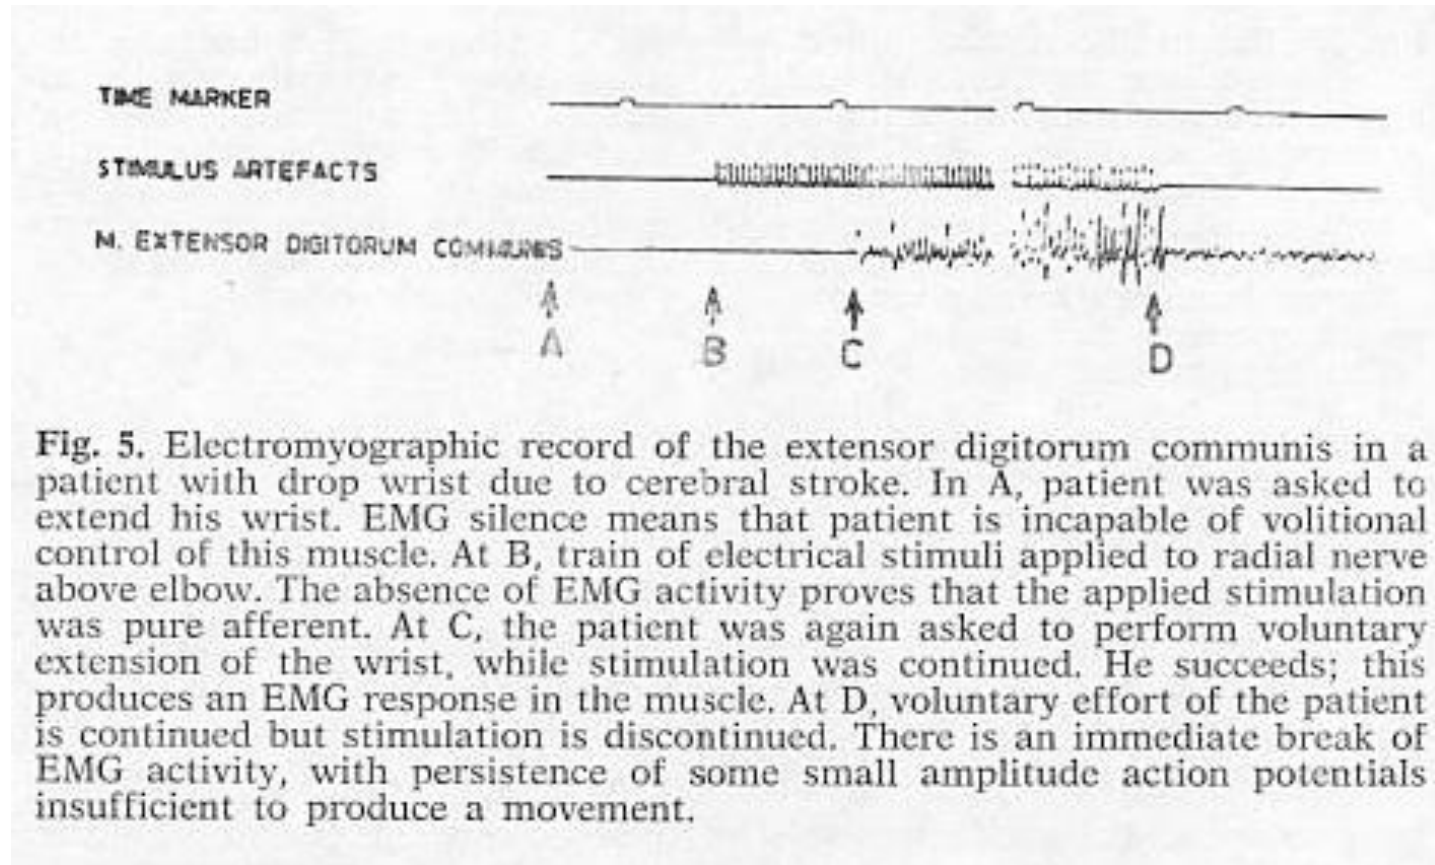 TIME MARKER
STIMULUS ARTEFACTS
M. EXTENSOR DIGITORUM COMMUNIS
A B C D
Fig. 5. Electromyographic record of the extensor digitorum communis in a
patient with drop wrist due to cerebral stroke. In A, patient was asked to
extend his wrist. EMG silence means that patient is incapable of volitional
control of this muscle. At B, train of electrical stimuli applied to radial nerve
above elbow. The absence of EMG activity proves that the applied stimulation
was pure afferent. At C, the patient was again asked to perform voluntary
extension of the wrist, while stimulation was continued. He succeeds; this
produces an EMG response in the muscle. At D, voluntary effort of the patient
is continued but stimulation is discontinued. There is an immediate break of
EMG activity, with persistence of some small amplitude action potentials
insufficient to produce a movement.